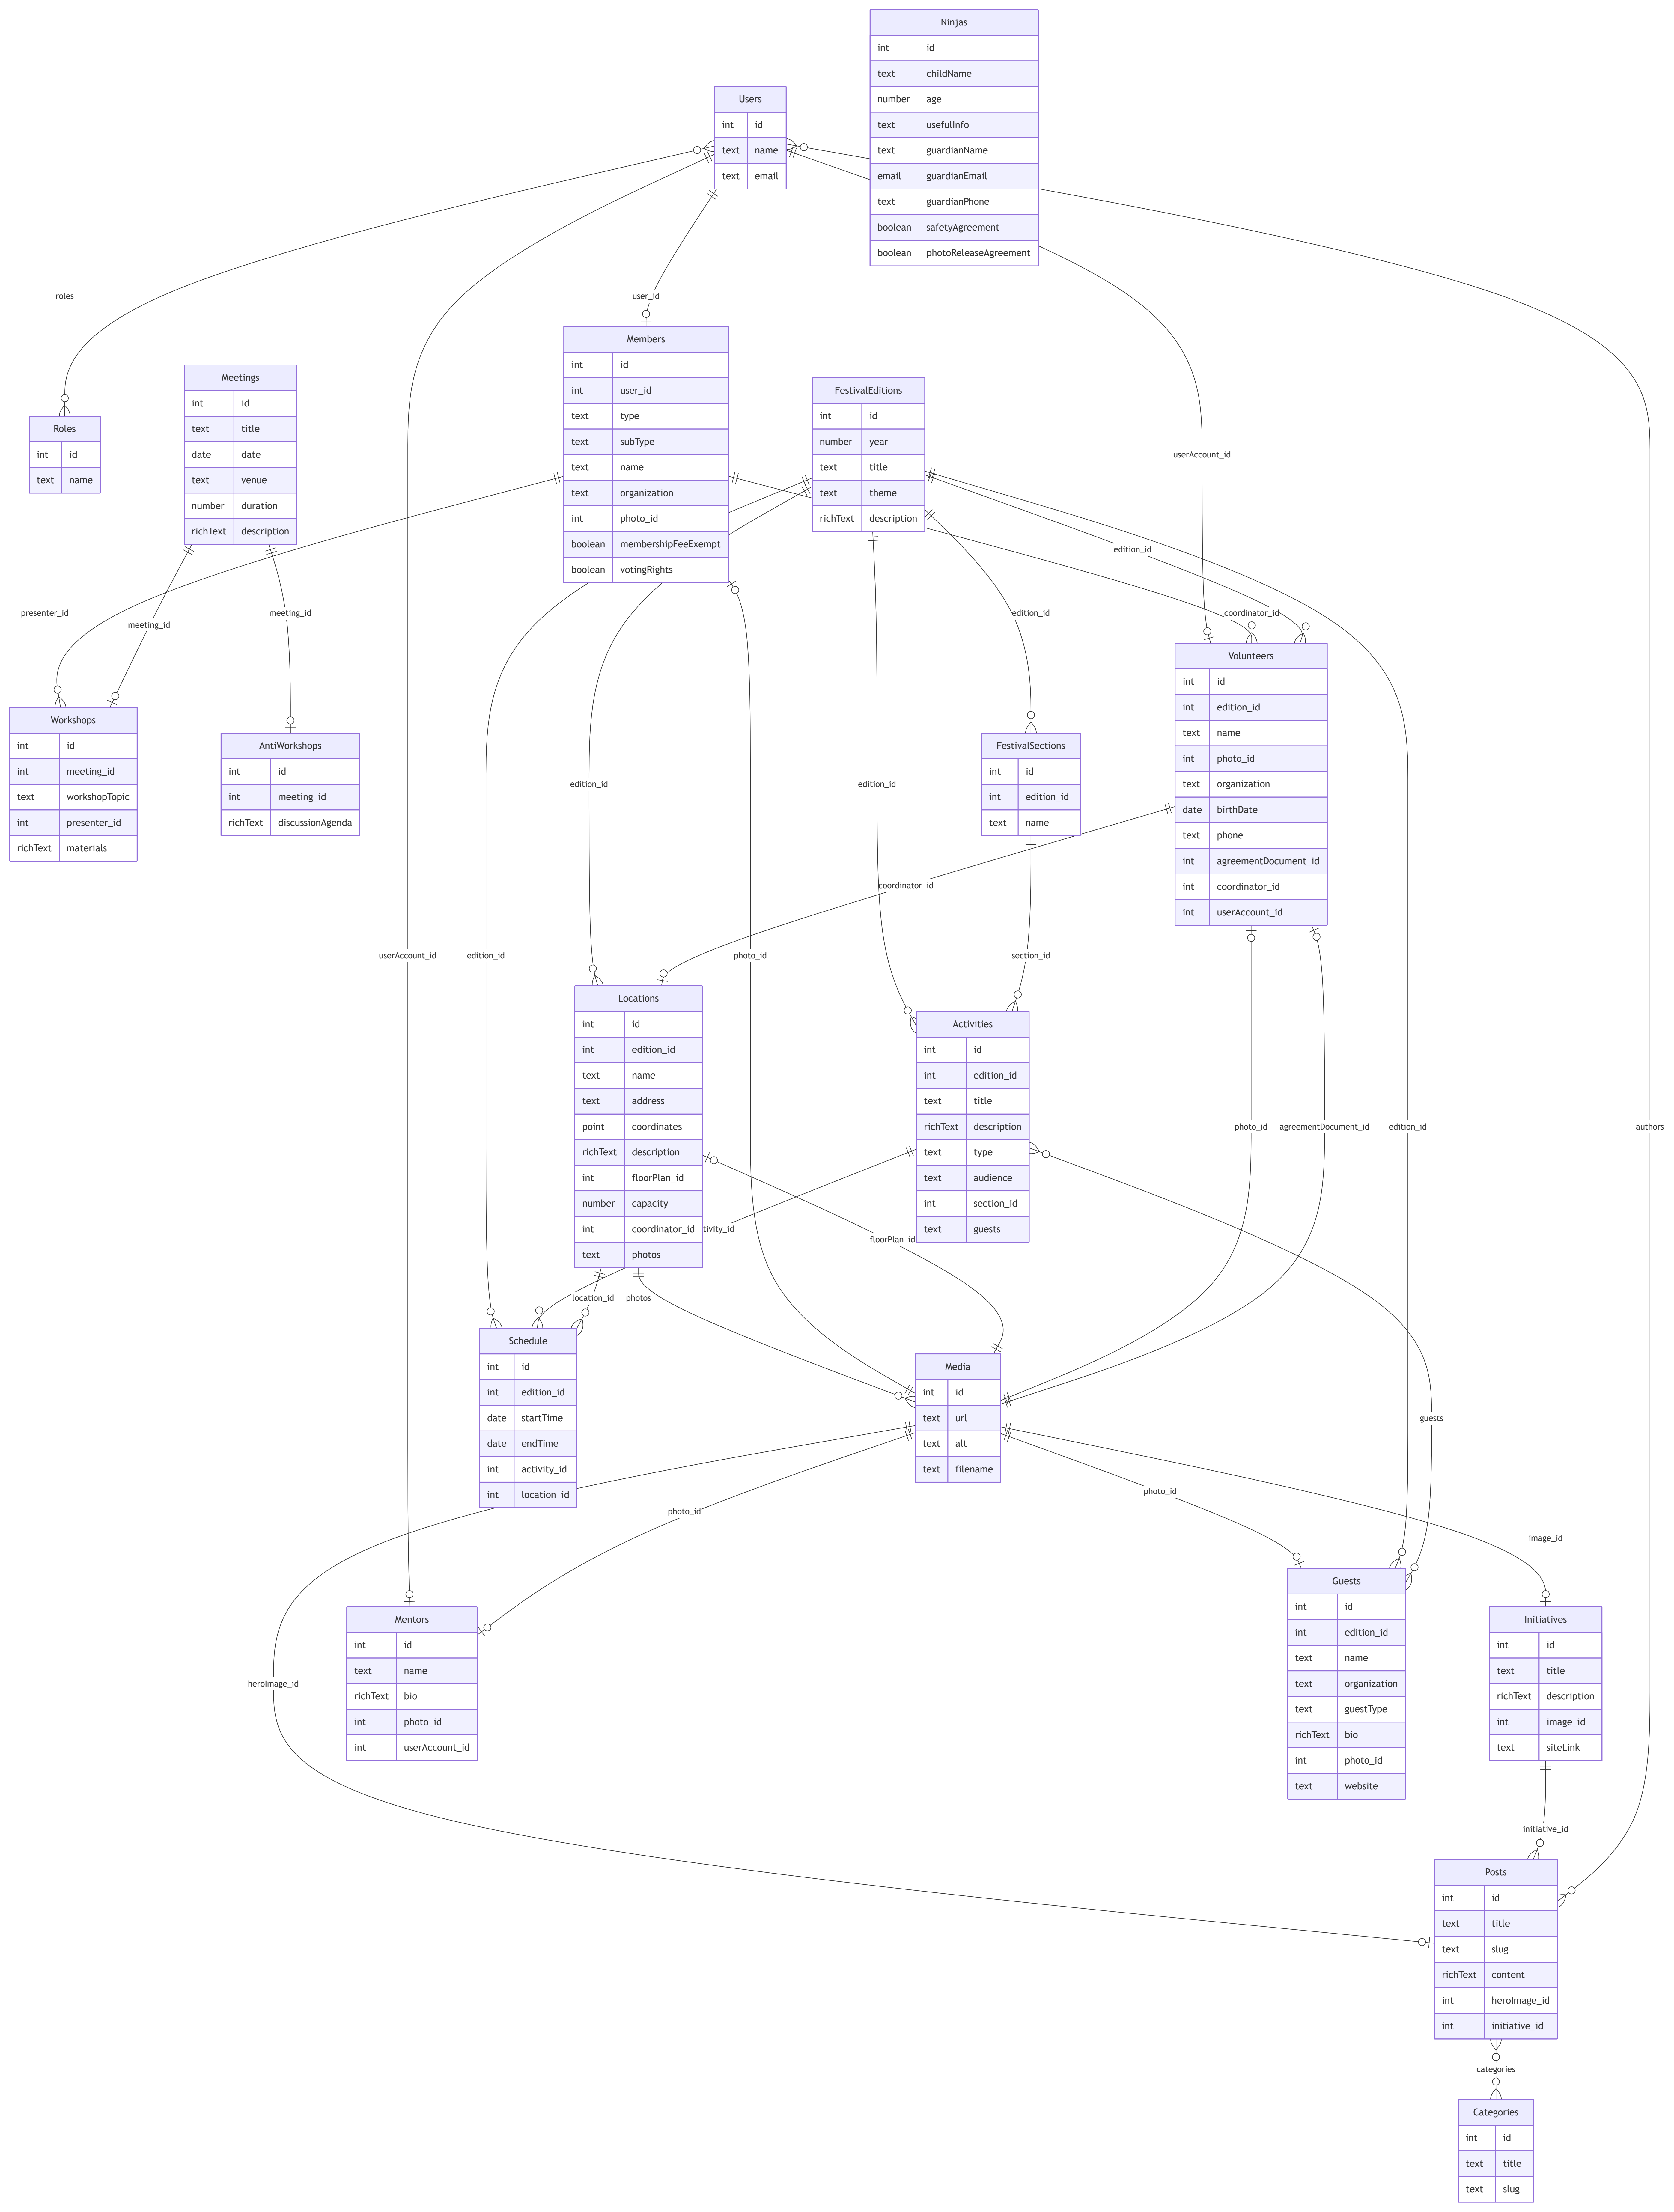 Ninjas
int id
text childName
number age
text usefulInfo
text guardianName
email guardianEmail
text guardianPhone
boolean safetyAgreement
boolean photoReleaseAgreement
Users
int id
text name
text email
roles
user_id
Members
int id
int user_id
text type
text subType
text name
text organization
int photo_id
boolean membershipFeeExempt
boolean votingRights
Meetings
int id
text title
date date
text venue
number duration
richText description
FestivalEditions
int id
number year
text title
text theme
richText description
Roles
int id
text name
userAccount_id
edition_id
presenter_id
meeting_id
meeting_id
edition_id
coordinator_id
Volunteers
int id
int edition_id
text name
int photo_id
text organization
date birthDate
text phone
int agreementDocument_id
int coordinator_id
int userAccount_id
Workshops
int id
int meeting_id
text workshopTopic
int presenter_id
richText materials
AntiWorkshops
int id
int meeting_id
richText discussionAgenda
FestivalSections
int id
int edition_id
text name
edition_id
edition_id
coordinator_id
userAccount_id
edition_id
photo_id
section_id
Locations
int id
int edition_id
text name
text address
point coordinates
richText description
int floorPlan_id
number capacity
int coordinator_id
text photos
Activities
int id
int edition_id
text title
richText description
text type
text audience
int section_id
text guests
photo_id
agreementDocument_id
edition_id
authors
tivity_id
floorPlan_id
location_id
photos
Schedule
int id
int edition_id
date startTime
date endTime
int activity_id
int location_id
Media
int id
text url
text alt
text filename
guests
photo_id
photo_id
image_id
Guests
int id
int edition_id
text name
text organization
text guestType
richText bio
int photo_id
text website
Mentors
int id
text name
richText bio
int photo_id
int userAccount_id
Initiatives
int id
text title
richText description
int image_id
text siteLink
heroImage_id
initiative_id
Posts
int id
text title
text slug
richText content
int heroImage_id
int initiative_id
categories
Categories
int id
text title
text slug